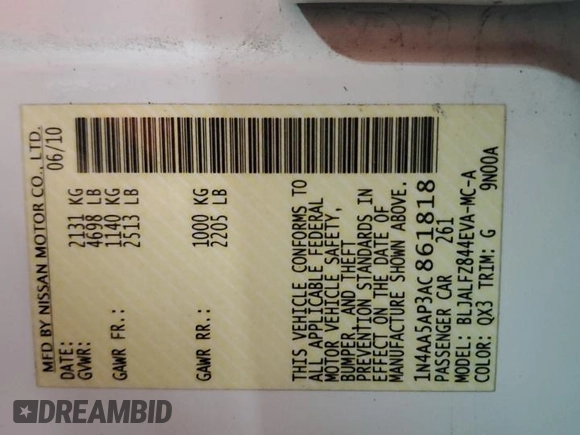 MFD BY NISSAN MOTOR CO., LTD.
DATE: 06/10
GVWR: 2131 KG
4698 LB
GAWR FR.: 1140 KG
2513 LB
GAWR RR.: 1000 KG
2205 LB
THIS VEHICLE CONFORMS TO
ALL APPLICABLE FEDERAL
MOTOR VEHICLE SAFETY,
BUMPER, AND THEFT
PREVENTION STANDARDS IN
EFFECT ON THE DATE OF
MANUFACTURE SHOWN ABOVE.
1N4AA5AP3AC861818
PASSENGER CAR 261
MODEL: BLJALFZ844EVA-MC-A
COLOR: QX3 TRIM: G 9N00A
DREAMBID